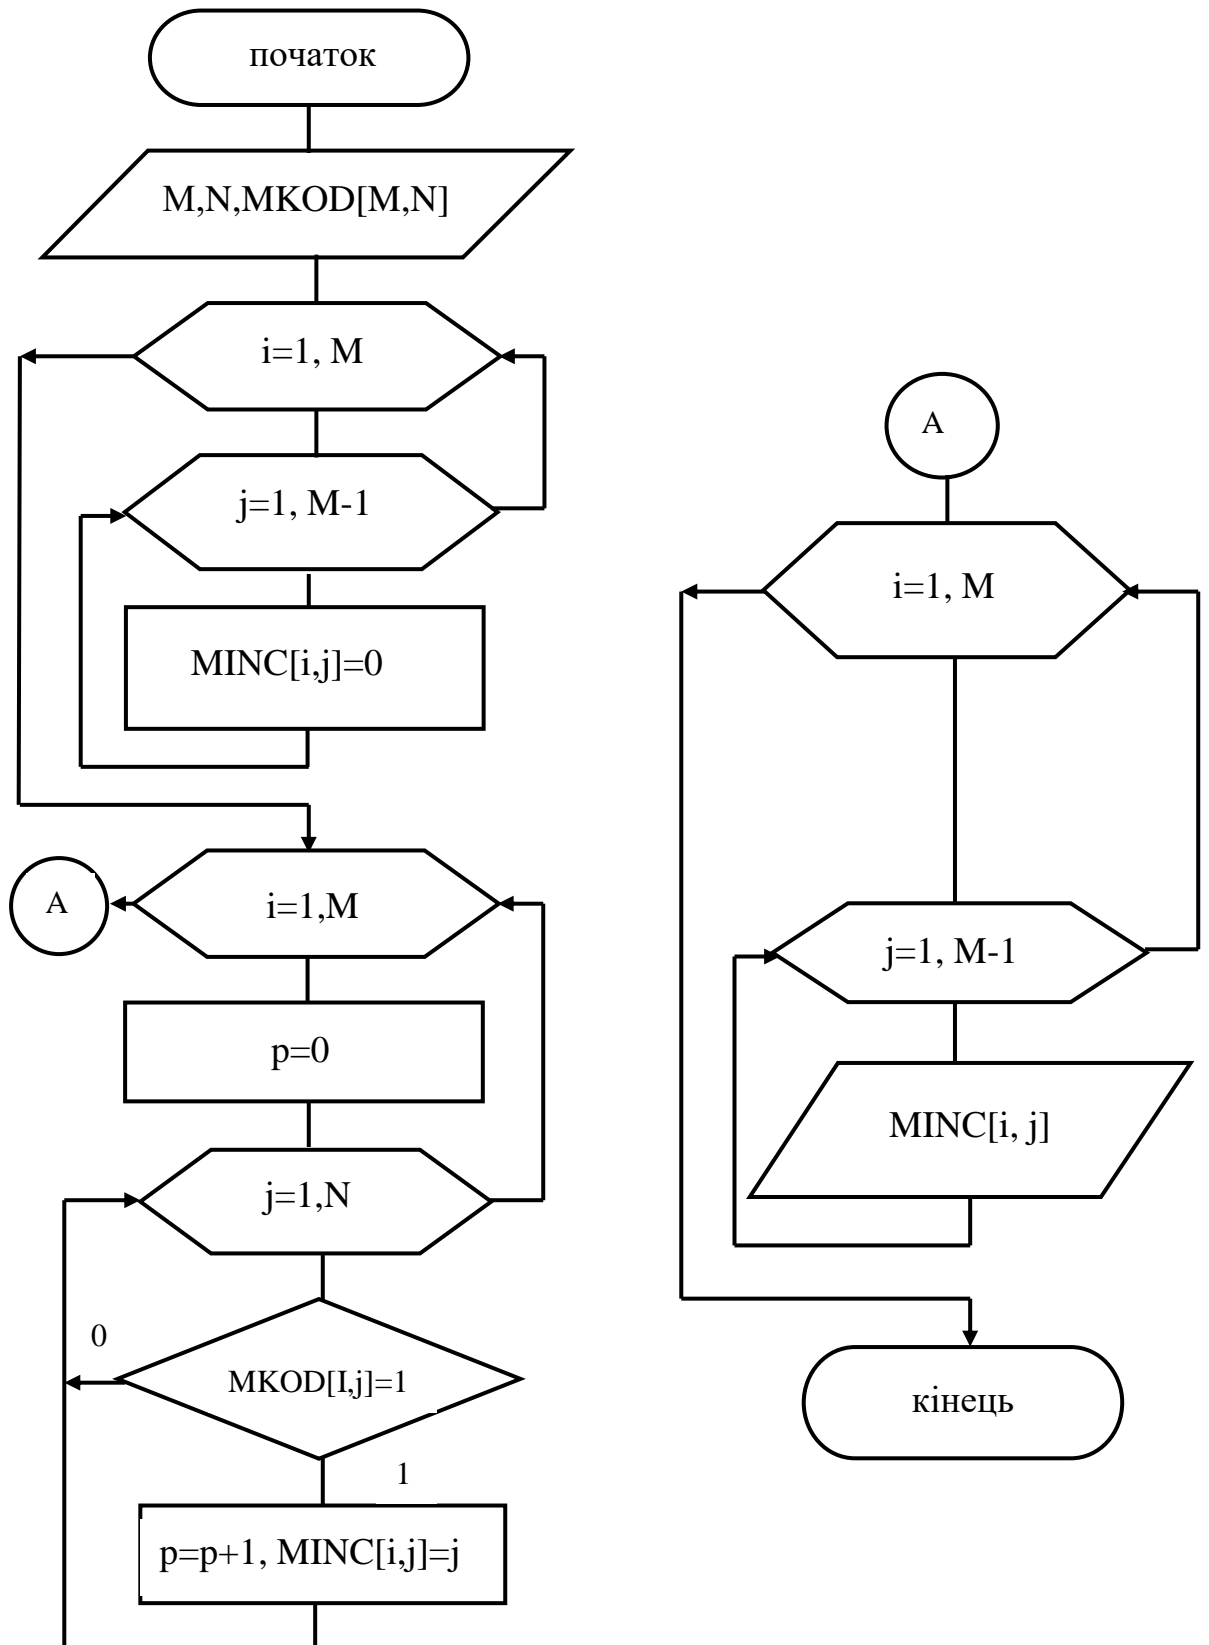 початок
M,N,MKOD[M,N]
i=1, M
j=1, M-1
MINC[i,j]=0
A
i=1,M
p=0
j=1,N
0
MKOD[I,j]=1
1
p=p+1, MINC[i,j]=j
A
i=1, M
j=1, M-1
MINC[i, j]
кінець